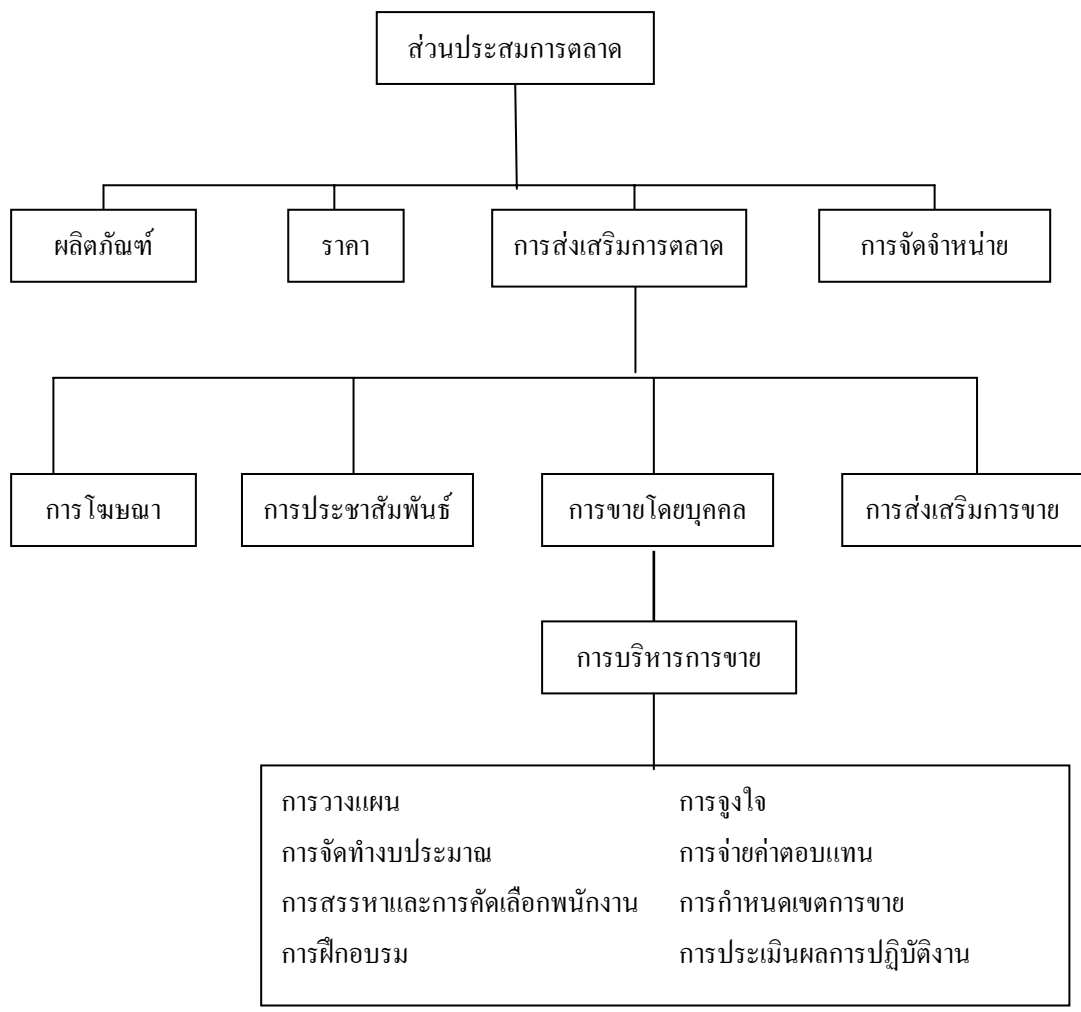 ส่วนประสมการตลาด
ผลิตภัณฑ์
ราคา
การส่งเสริมการตลาด
การจัดจำหน่าย
การโฆษณา
การประชาสัมพันธ์
การขายโดยบุคคล
การส่งเสริมการขาย
การบริหารการขาย
การวางแผน
การจูงใจ
การจัดทำงบประมาณ
การจ่ายค่าตอบแทน
การสรรหาและการคัดเลือกพนักงาน
การกำหนดเขตการขาย
การฝึกอบรม
การประเมินผลการปฏิบัติงาน